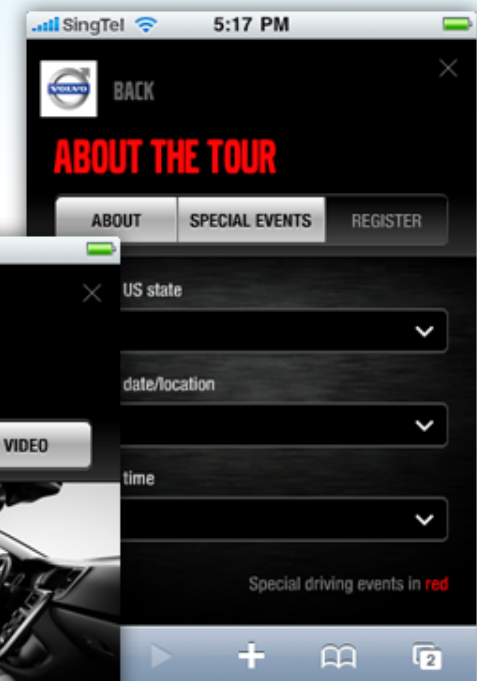 SingTel 5:17 PM
VOLVO
BACK
ABOUT THE TOUR
ABOUT SPECIAL EVENTS REGISTER
US state
date/location
VIDEO
time
Special driving events in red
2